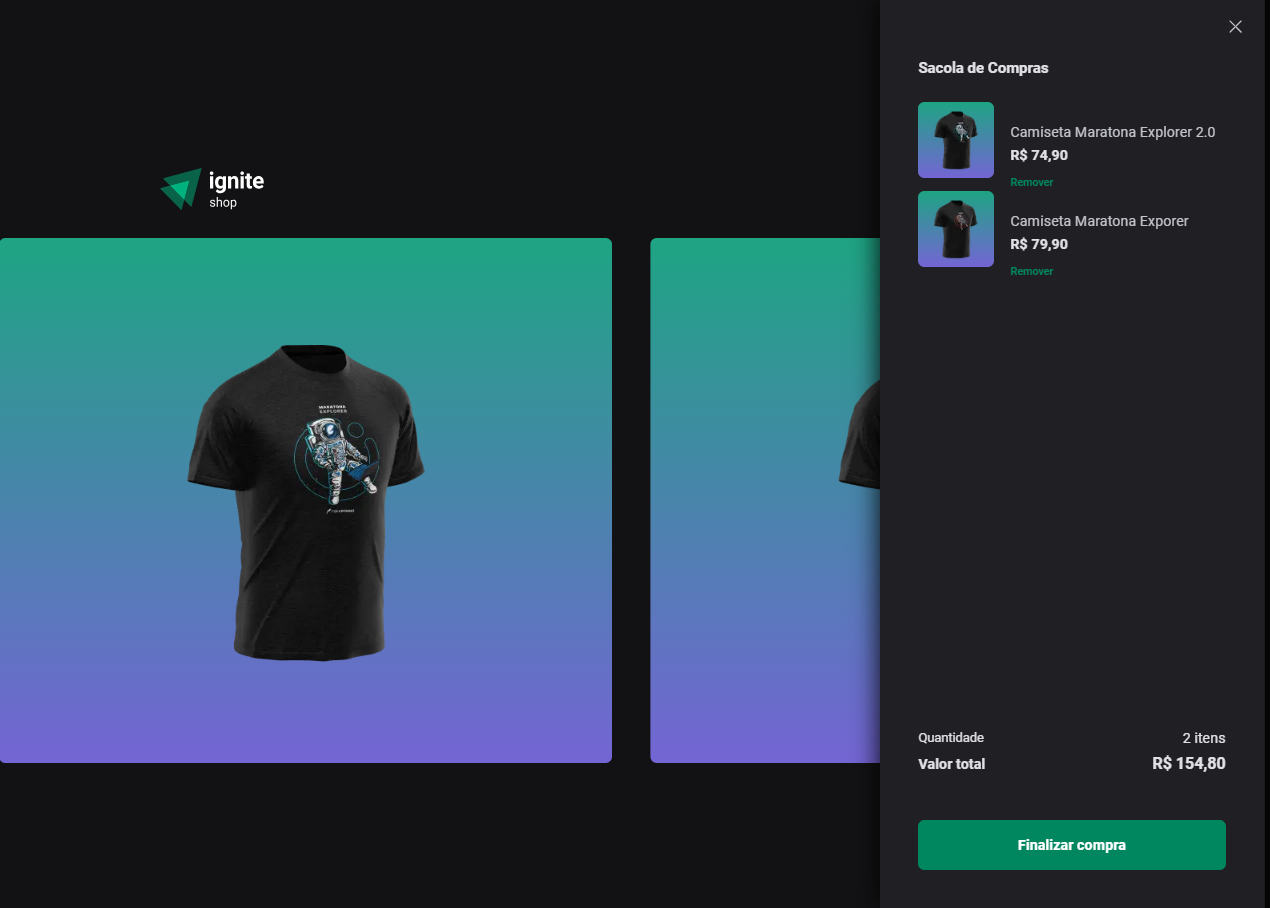 ignite
shop
MARATONA
EXPLORER
Sacola de Compras
Camiseta Maratona Explorer 2.0
R$ 74,90
Remover
Camiseta Maratona Exporer
R$ 79,90
Remover
Quantidade 2 itens
Valor total R$ 154,80
Finalizar compra